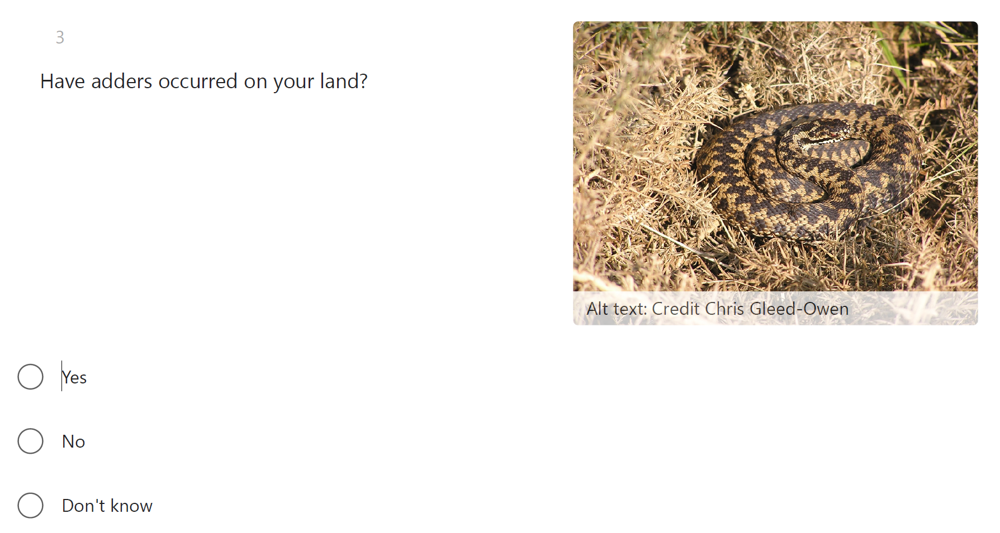 3
Have adders occurred on your land?
Alt text: Credit Chris Gleed-Owen
Yes
No
Don't know